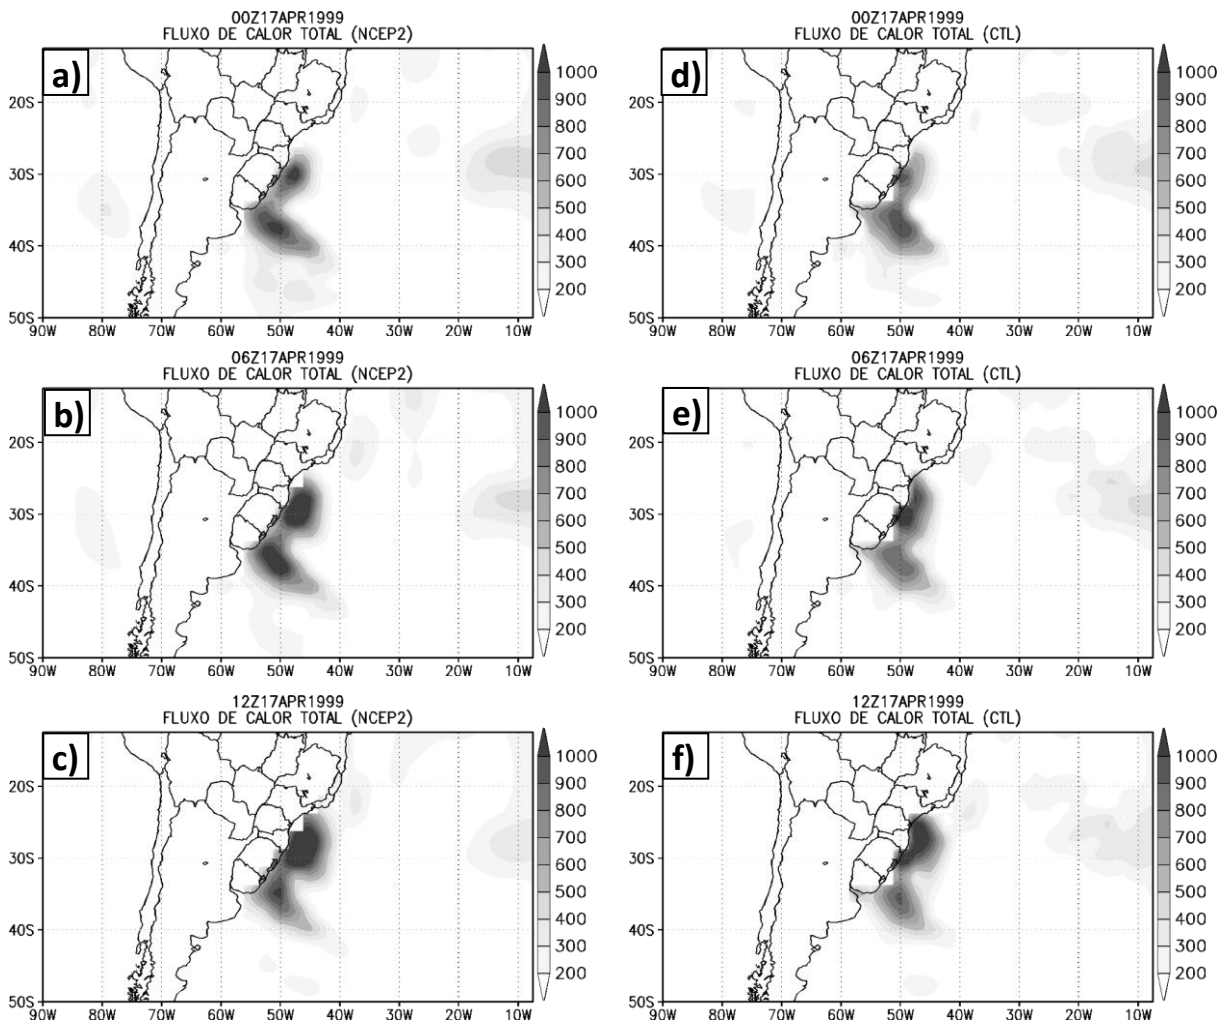 00Z17APR1999
FLUXO DE CALOR TOTAL (NCEP2)
a)
20S
30S
40S
50S
90W 80W 70W 60W 50W 40W 30W 20W 10W
1000
900
800
700
600
500
400
300
200
00Z17APR1999
FLUXO DE CALOR TOTAL (CTL)
d)
20S
30S
40S
50S
90W 80W 70W 60W 50W 40W 30W 20W 10W
1000
900
800
700
600
500
400
300
200
06Z17APR1999
FLUXO DE CALOR TOTAL (NCEP2)
b)
20S
30S
40S
50S
90W 80W 70W 60W 50W 40W 30W 20W 10W
1000
900
800
700
600
500
400
300
200
06Z17APR1999
FLUXO DE CALOR TOTAL (CTL)
e)
20S
30S
40S
50S
90W 80W 70W 60W 50W 40W 30W 20W 10W
1000
900
800
700
600
500
400
300
200
12Z17APR1999
FLUXO DE CALOR TOTAL (NCEP2)
c)
20S
30S
40S
50S
90W 80W 70W 60W 50W 40W 30W 20W 10W
1000
900
800
700
600
500
400
300
200
12Z17APR1999
FLUXO DE CALOR TOTAL (CTL)
f)
20S
30S
40S
50S
90W 80W 70W 60W 50W 40W 30W 20W 10W
1000
900
800
700
600
500
400
300
200